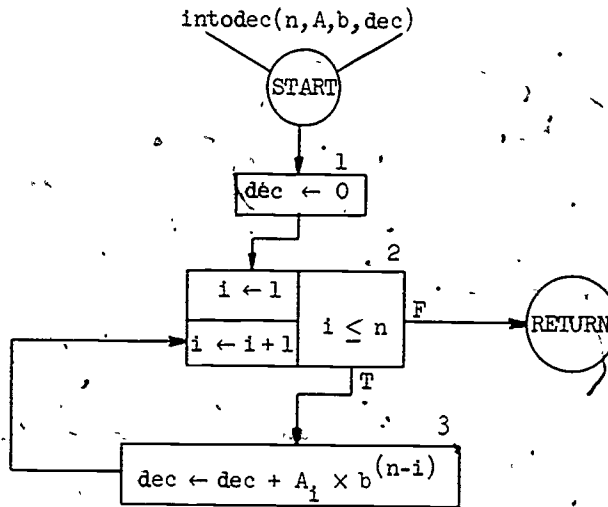 intodec(n,A,b,dec)
START
1
dec ← 0
2
i ← 1
i ← i+1
i ≤ n
F
RETURN
T
3
dec ← dec + A_i × b^(n-i)